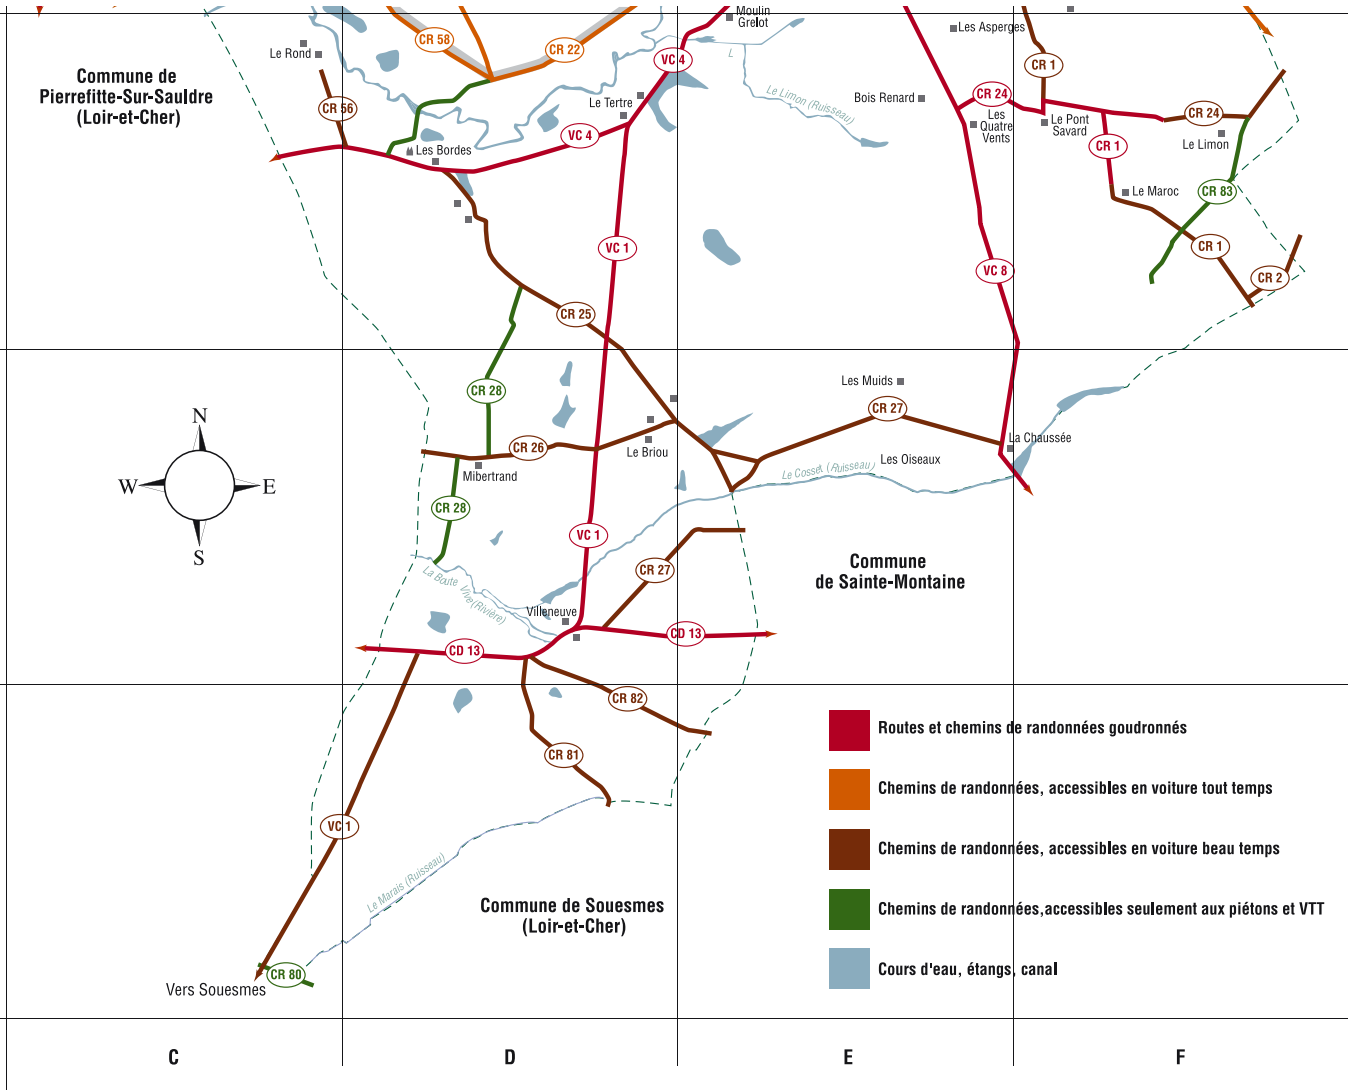 Moulin
Grelot
Les Asperges
CR 58
CR 22
Le Rond
VC 4
CR 1
Commune de
Pierrefitte-Sur-Sauldre
(Loir-et-Cher)
CR 56
Le Tertre
Le Limon (Ruisseau)
L
Bois Renard
CR 24
Les
Quatre
Vents
Le Pont
Savard
CR 24
Le Limon
VC 4
Les Bordes
CR 1
Le Maroc
CR 83
VC 1
CR 1
VC 8
CR 2
CR 25
CR 28
Les Muids
CR 27
N
W
E
S
CR 26
Le Briou
La Chaussée
Mibertrand
Le Cosset (Ruisseau)
Les Oiseaux
CR 28
VC 1
CR 27
Commune
de Sainte-Montaine
La Boute Vive (Rivière)
Villeneuve
CD 13
CD 13
CR 82
CR 81
VC 1
Routes et chemins de randonnées goudronnés
Chemins de randonnées, accessibles en voiture tout temps
Chemins de randonnées, accessibles en voiture beau temps
Chemins de randonnées,accessibles seulement aux piétons et VTT
Cours d'eau, étangs, canal
Le Marais (Ruisseau)
Commune de Souesmes
(Loir-et-Cher)
CR 80
Vers Souesmes
C
D
E
F